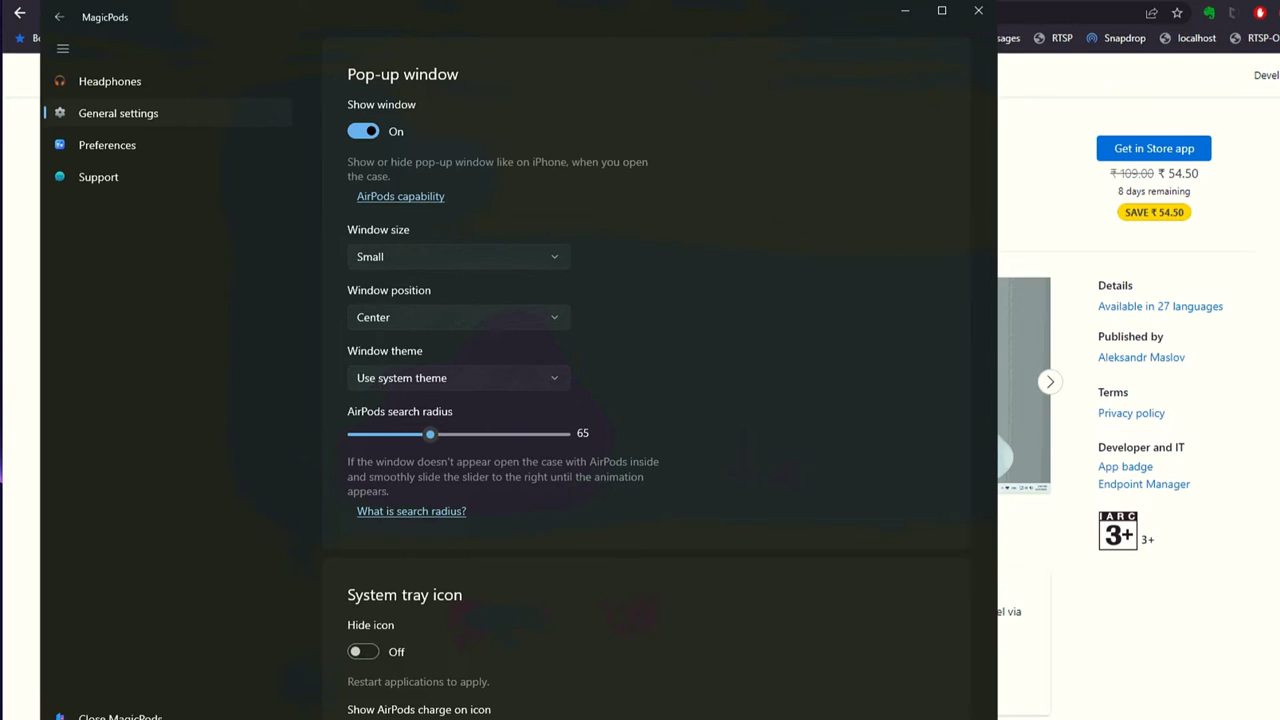 MagicPods
Headphones
General settings
Preferences
Support
Close MagicPods
Pop-up window
Show window
On
Show or hide pop-up window like on iPhone, when you open
the case.
AirPods capability
Window size
Small
Window position
Center
Window theme
Use system theme
AirPods search radius
65
If the window doesn't appear open the case with AirPods inside
and smoothly slide the slider to the right until the animation
appears.
What is search radius?
System tray icon
Hide icon
Off
Restart applications to apply.
Show AirPods charge on icon
RTSP
Snapdrop
localhost
RTSP-O
Get in Store app
₹ 109.00 ₹ 54.50
8 days remaining
SAVE ₹ 54.50
Details
Available in 27 languages
Published by
Aleksandr Maslov
Terms
Privacy policy
Developer and IT
App badge
Endpoint Manager
IARC
3+
3+
via